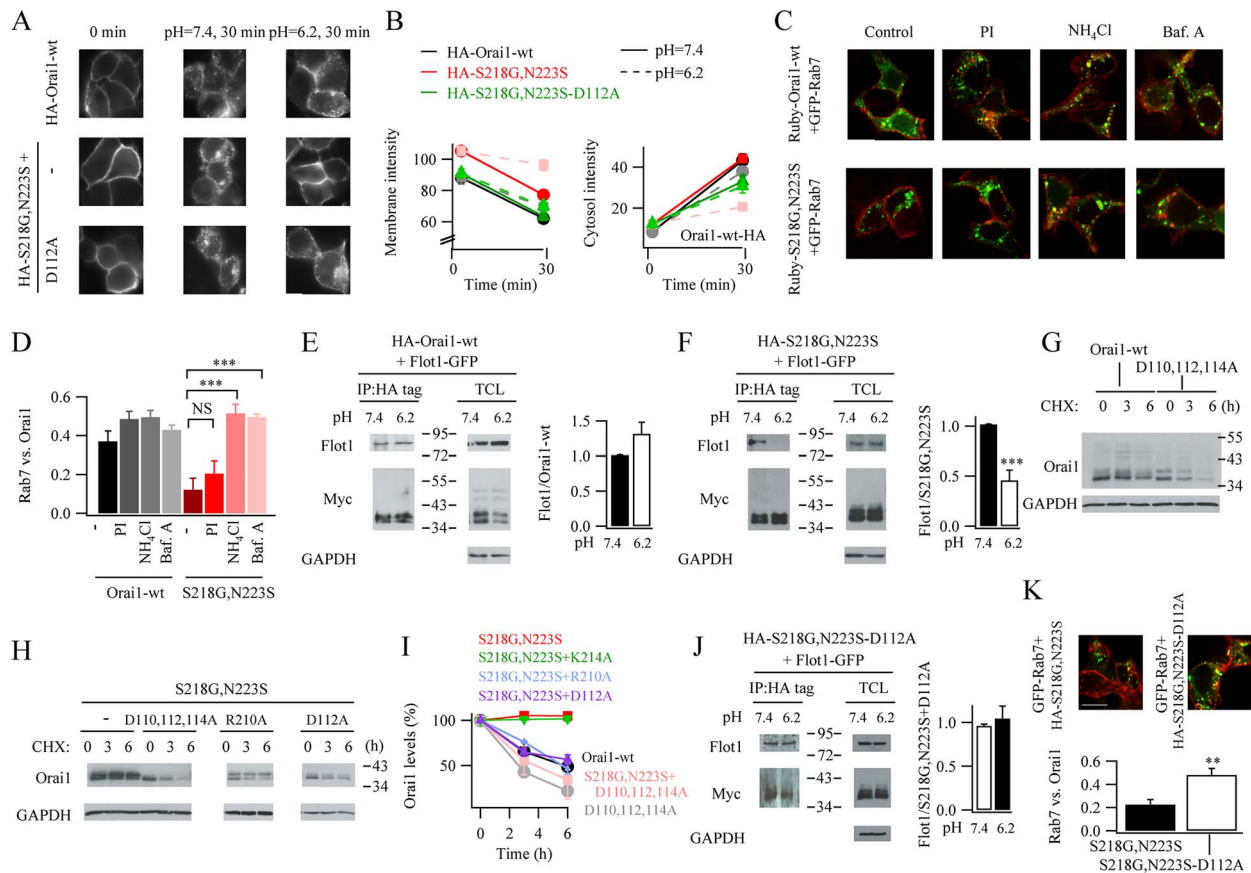 A
0 min
pH=7.4, 30 min
pH=6.2, 30 min
HA-Orai1-wt
HA-S218G,N223S +
-
D112A
B
HA-Orai1-wt
HA-S218G,N223S
HA-S218G,N223S-D112A
pH=7.4
pH=6.2
Membrane intensity
100
80
60
0
30
Time (min)
Cytosol intensity
40
20
Orai1-wt-HA
0
30
Time (min)
C
Control
PI
NH4Cl
Baf. A
Ruby-Orai1-wt
+GFP-Rab7
Ruby-S218G,N223S
+GFP-Rab7
D
Rab7 vs. Orai1
0.6
0.4
0.2
0.0
***
***
NS
-
PI
NH4Cl
Baf. A
-
PI
NH4Cl
Baf. A
Orai1-wt
S218G,N223S
E
HA-Orai1-wt
+ Flot1-GFP
IP:HA tag
TCL
pH
7.4
6.2
7.4
6.2
Flot1
95
72
Myc
55
43
34
GAPDH
Flot1/Orai1-wt
1.5
1.0
0.5
0.0
pH
7.4
6.2
F
HA-S218G,N223S
+ Flot1-GFP
IP:HA tag
TCL
pH
7.4
6.2
7.4
6.2
Flot1
95
72
Myc
55
43
34
GAPDH
Flot1/S218G,N223S
1.0
0.5
0.0
***
pH
7.4
6.2
G
Orai1-wt
D110,112,114A
CHX:
0 3 6 0 3 6 (h)
Orai1
55
43
34
GAPDH
H
S218G,N223S
- D110,112,114A R210A D112A
CHX: 0 3 6 0 3 6 0 3 6 0 3 6 (h)
Orai1
43
34
GAPDH
I
S218G,N223S
S218G,N223S+K214A
S218G,N223S+R210A
S218G,N223S+D112A
Orai1 levels (%)
100
50
Orai1-wt
S218G,N223S+
D110,112,114A
D110,112,114A
0 2 4 6
Time (h)
J
HA-S218G,N223S-D112A
+ Flot1-GFP
IP:HA tag
TCL
pH
7.4
6.2
7.4
6.2
Flot1
95
72
Myc
55
43
34
GAPDH
Flot1/S218G,N223S+D112A
1.0
0.5
0.0
pH
7.4
6.2
K
GFP-Rab7+
HA-S218G,N223S
GFP-Rab7+
HA-S218G,N223S-D112A
Rab7 vs. Orai1
0.6
0.4
0.2
0.0
**
S218G,N223S
S218G,N223S-D112A